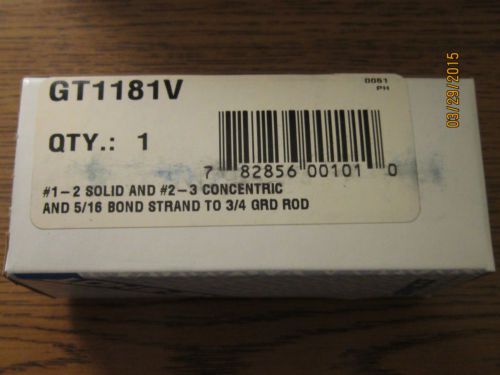 GT1181V
0051
PH
QTY.: 1
7 82856 00101 0
#1-2 SOLID AND #2-3 CONCENTRIC
AND 5/16 BOND STRAND TO 3/4 GRD ROD
03/29/2015